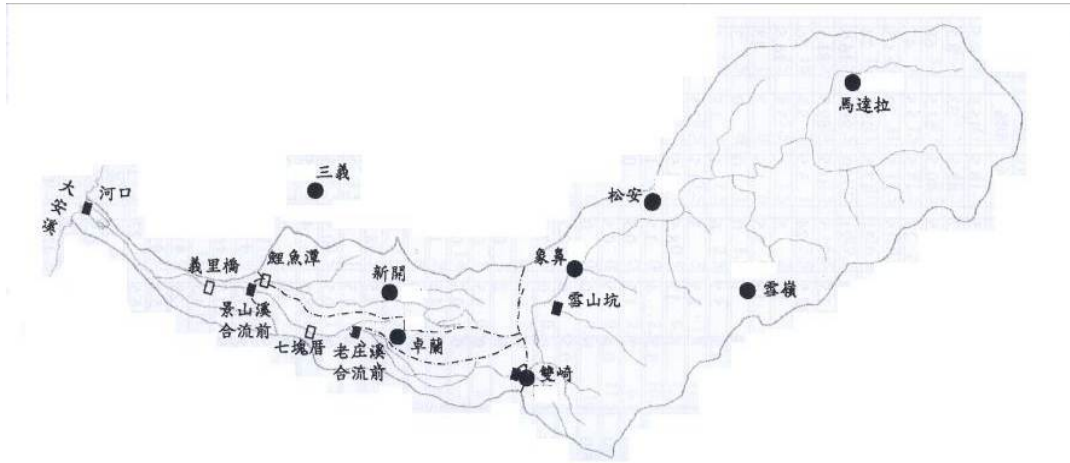 馬達拉
三義
松安
大安溪
河口
象鼻
鯉魚潭
義里橋
新開
雪嶺
雪山坑
景山溪
合流前
七塊厝
老庄溪
合流前
卓蘭
雙崎